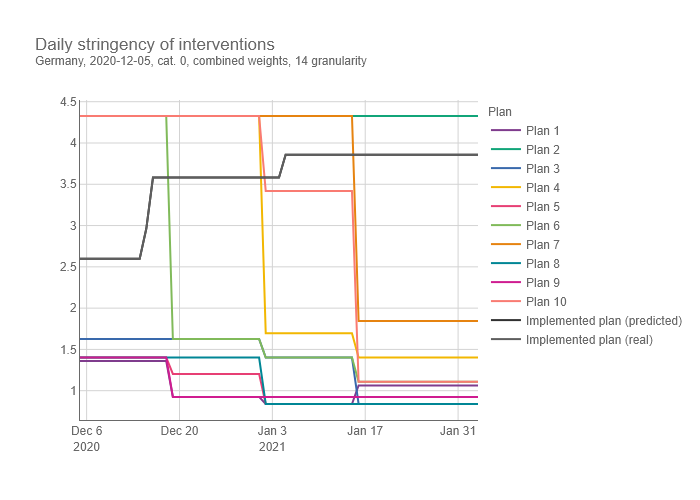 Daily stringency of interventions
Germany, 2020-12-05, cat. 0, combined weights, 14 granularity
4.5
4
3.5
3
2.5
2
1.5
1
Dec 6
2020
Dec 20
Jan 3
2021
Jan 17
Jan 31
Plan
Plan 1
Plan 2
Plan 3
Plan 4
Plan 5
Plan 6
Plan 7
Plan 8
Plan 9
Plan 10
Implemented plan (predicted)
Implemented plan (real)